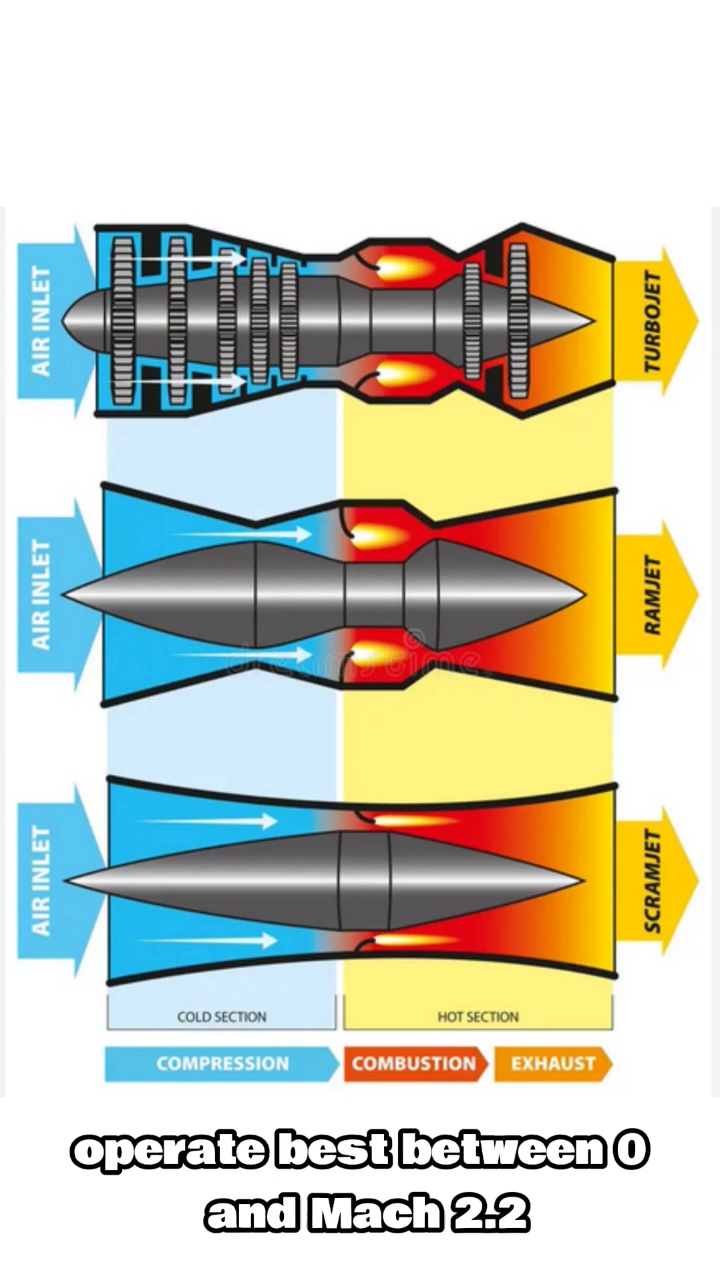 AIR INLET
TURBOJET
AIR INLET
RAMJET
dreamstime.
AIR INLET
SCRAMJET
COLD SECTION
HOT SECTION
COMPRESSION
COMBUSTION
EXHAUST
operate best between 0
and Mach 2.2